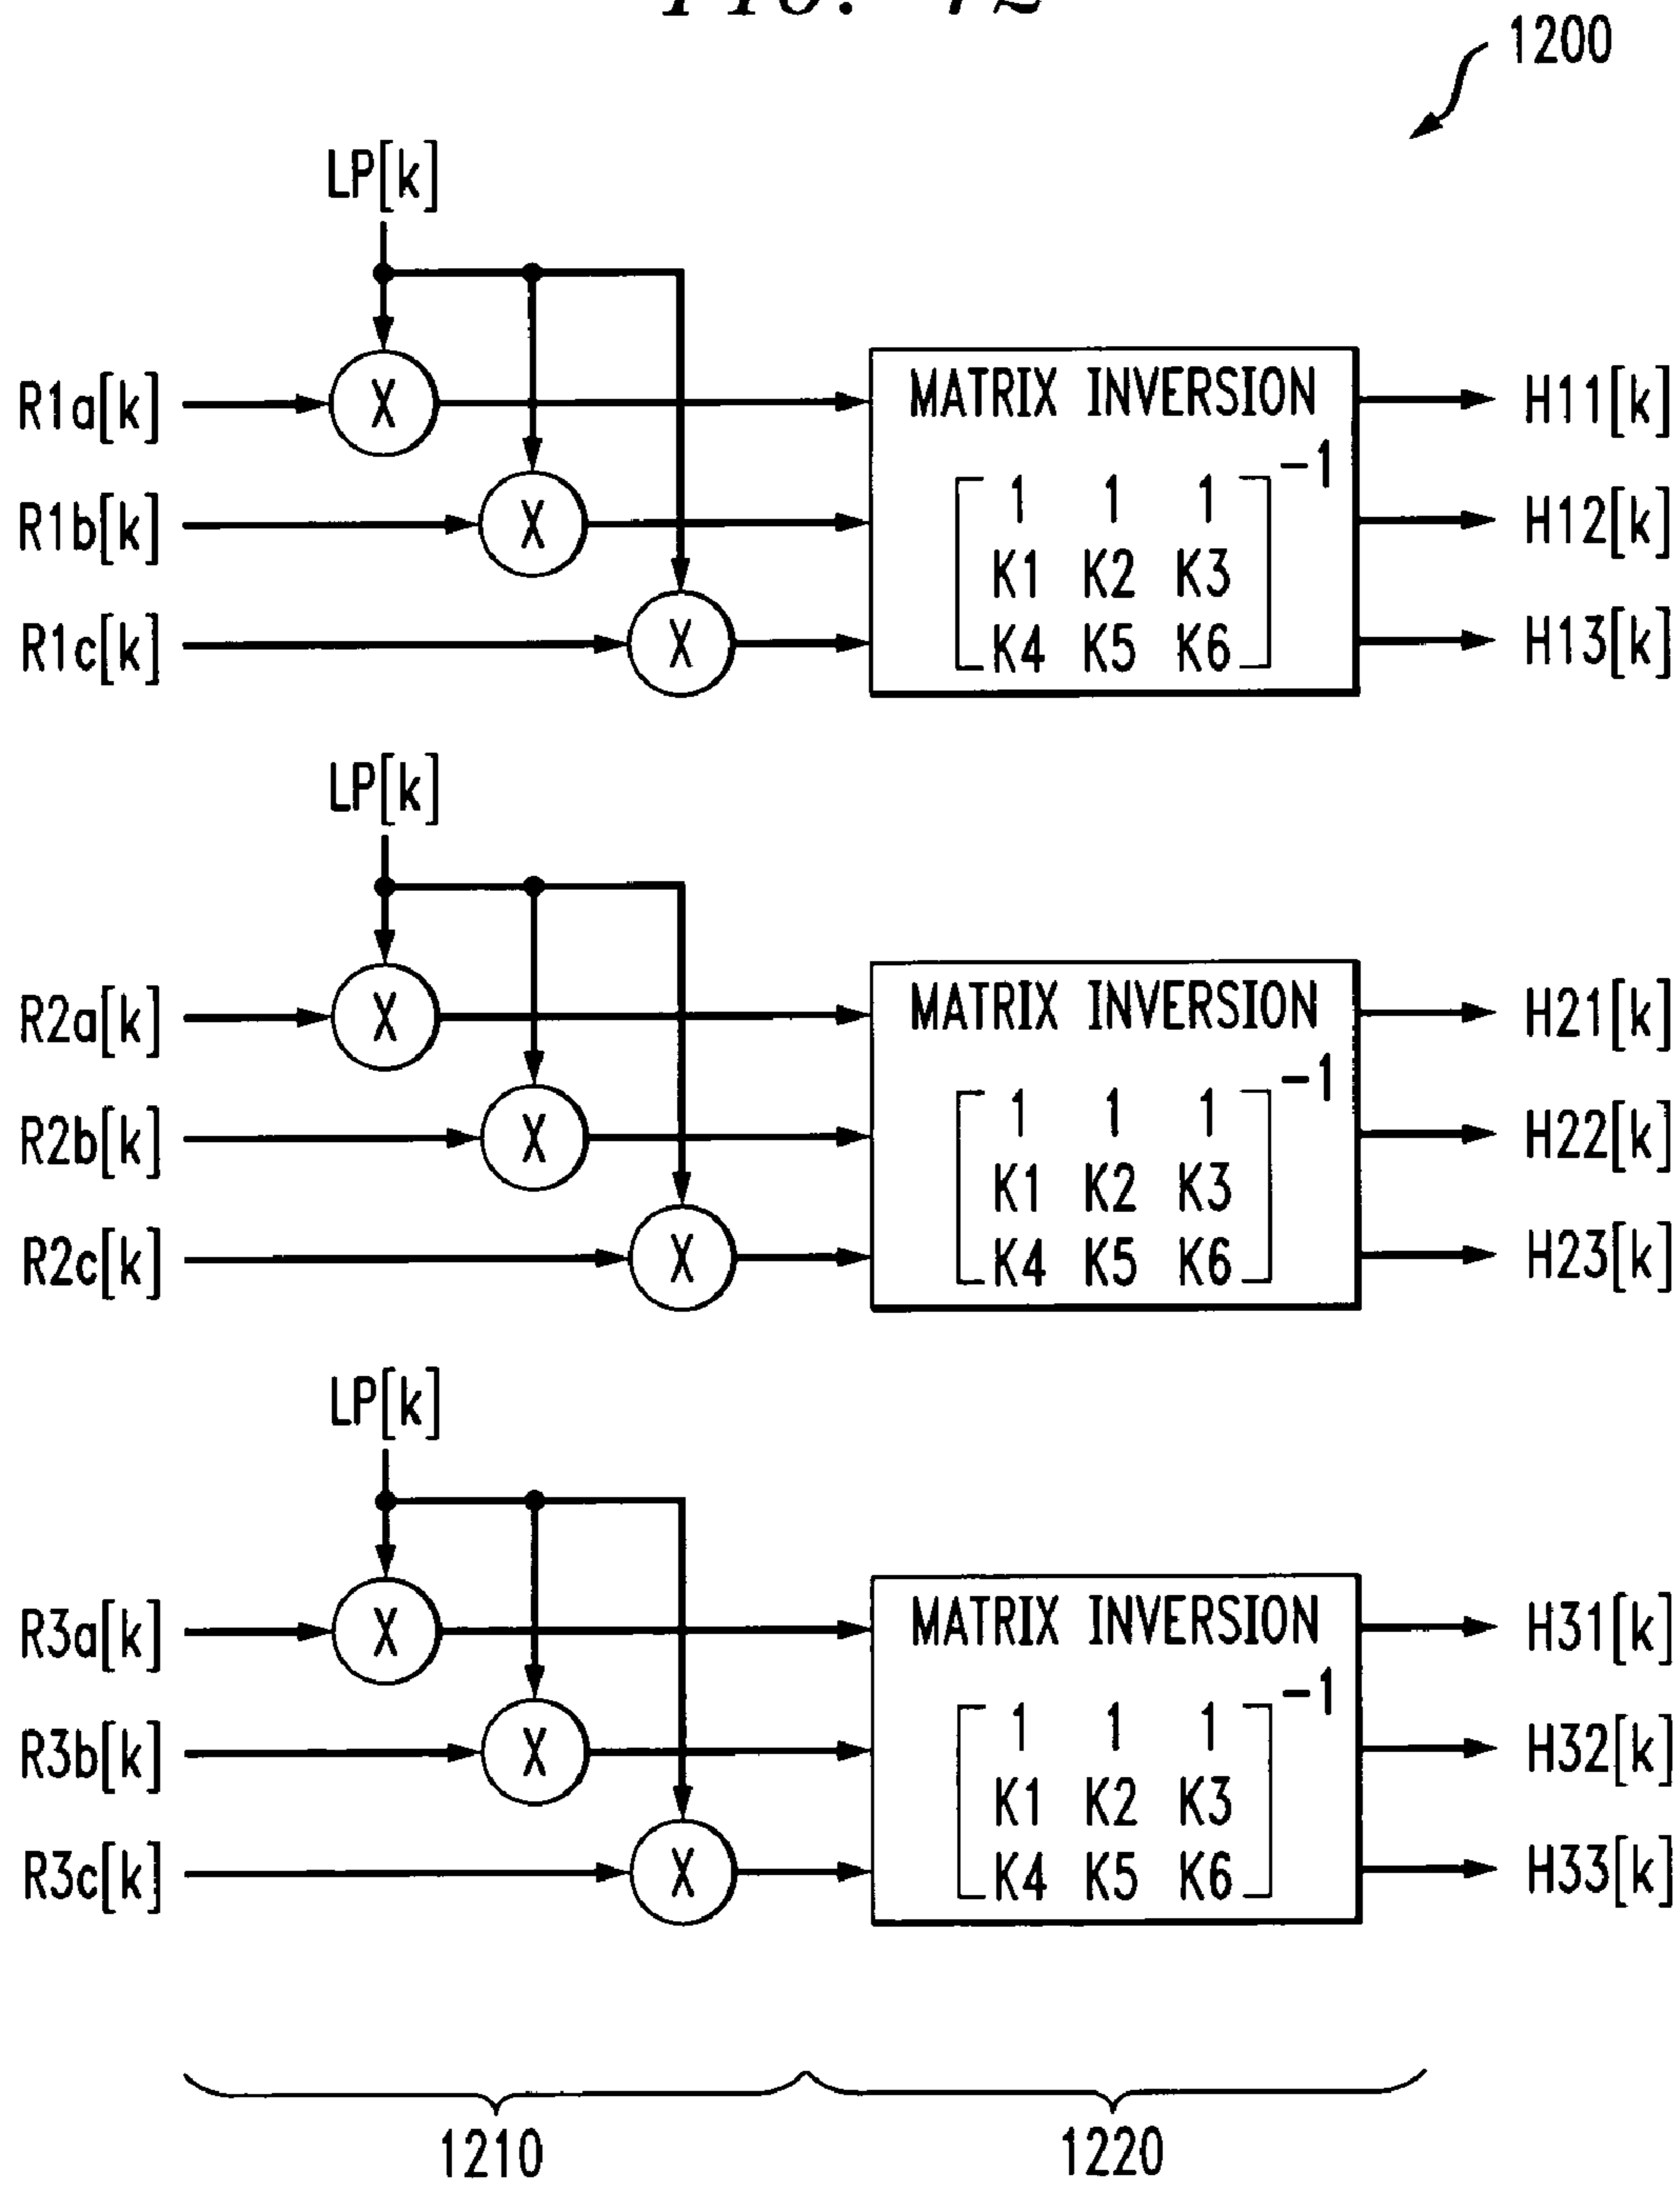 FIG. 12
1200
LP[k]
R1a[k] X MATRIX INVERSION H11[k]
R1b[k] X 1 1 1 -1 H12[k]
K1 K2 K3
R1c[k] X K4 K5 K6 H13[k]
LP[k]
R2a[k] X MATRIX INVERSION H21[k]
R2b[k] X 1 1 1 -1 H22[k]
K1 K2 K3
R2c[k] X K4 K5 K6 H23[k]
LP[k]
R3a[k] X MATRIX INVERSION H31[k]
R3b[k] X 1 1 1 -1 H32[k]
K1 K2 K3
R3c[k] X K4 K5 K6 H33[k]
1210 1220